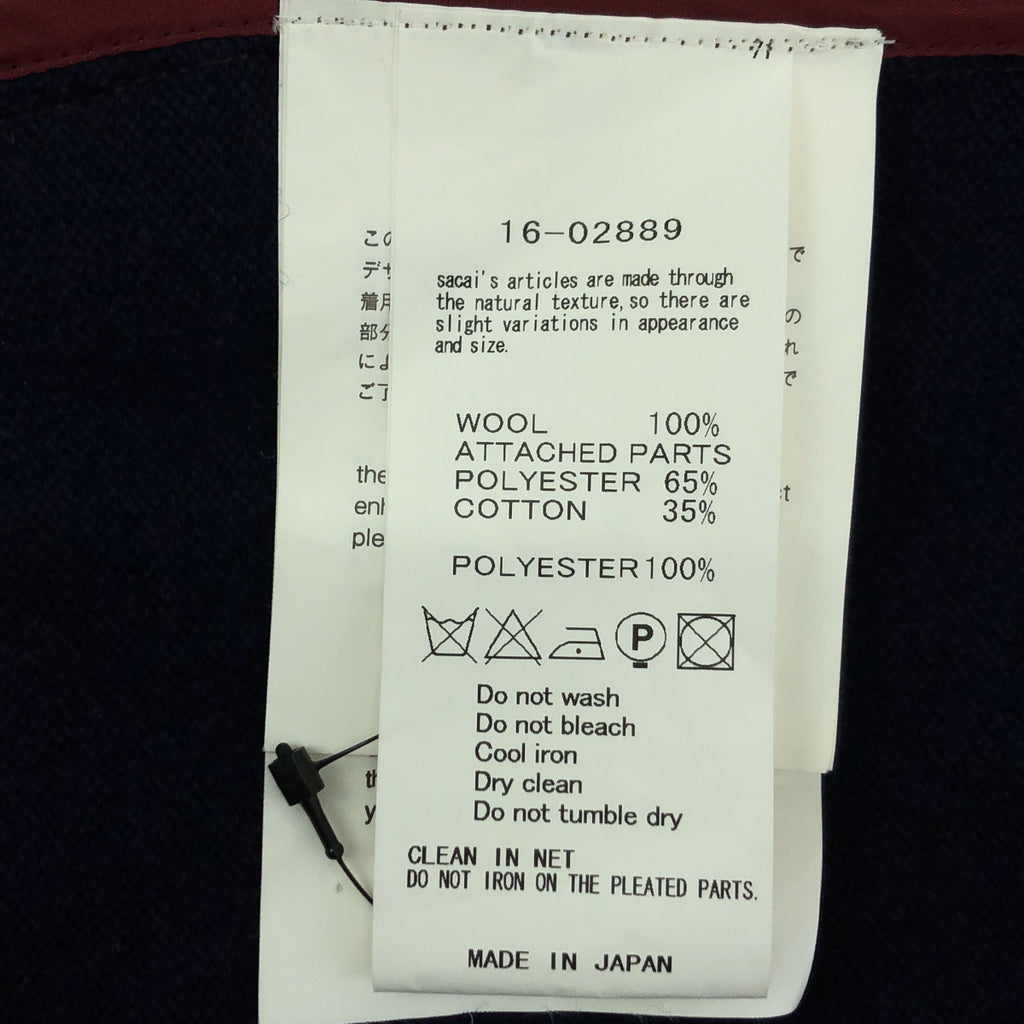 16-02889
sacai's articles are made through
the natural texture, so there are
slight variations in appearance
and size.
WOOL 100%
ATTACHED PARTS
POLYESTER 65%
COTTON 35%
POLYESTER 100%
P
Do not wash
Do not bleach
Cool iron
Dry clean
Do not tumble dry
CLEAN IN NET
DO NOT IRON ON THE PLEATED PARTS.
MADE IN JAPAN